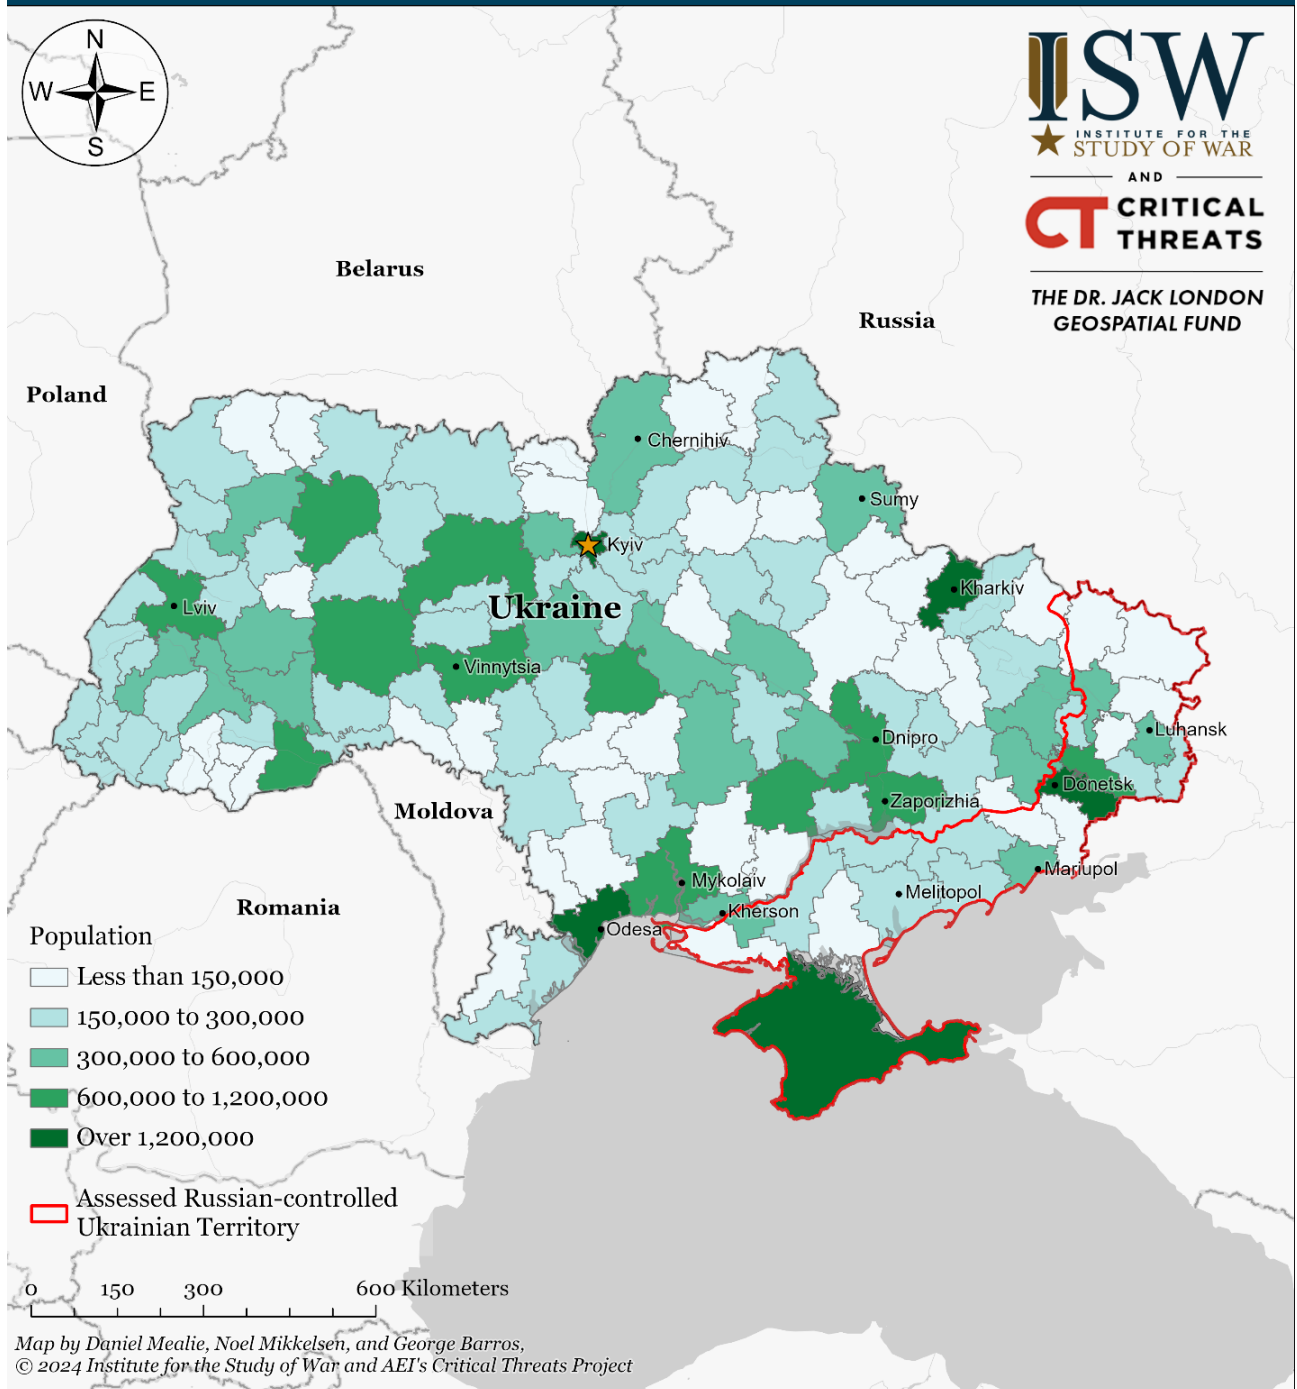 N
W
E
S
ISW
INSTITUTE FOR THE
STUDY OF WAR
AND
CT CRITICAL
THREATS
THE DR. JACK LONDON
GEOSPATIAL FUND
Belarus
Russia
Poland
Chernihiv
Sumy
Kyiv
Kharkiv
Lviv
Ukraine
Vinnytsia
Luhansk
Dnipro
Donetsk
Zaporizhia
Moldova
Mariupol
Mykolaiv
Melitopol
Romania
Kherson
Odesa
Population
Less than 150,000
150,000 to 300,000
300,000 to 600,000
600,000 to 1,200,000
Over 1,200,000
Assessed Russian-controlled
Ukrainian Territory
0 150 300 600 Kilometers
Map by Daniel Mealie, Noel Mikkelsen, and George Barros,
© 2024 Institute for the Study of War and AEI's Critical Threats Project